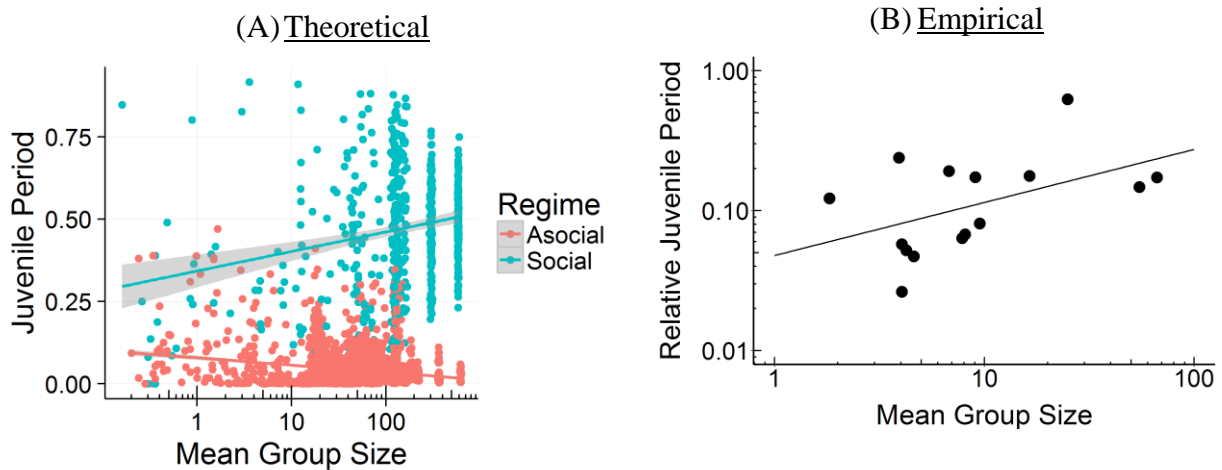 (A) Theoretical
Juvenile Period
0.75
0.50
0.25
0.00
1
10
100
Mean Group Size
Regime
Asocial
Social
(B) Empirical
Relative Juvenile Period
1.00
0.10
0.01
1
10
100
Mean Group Size